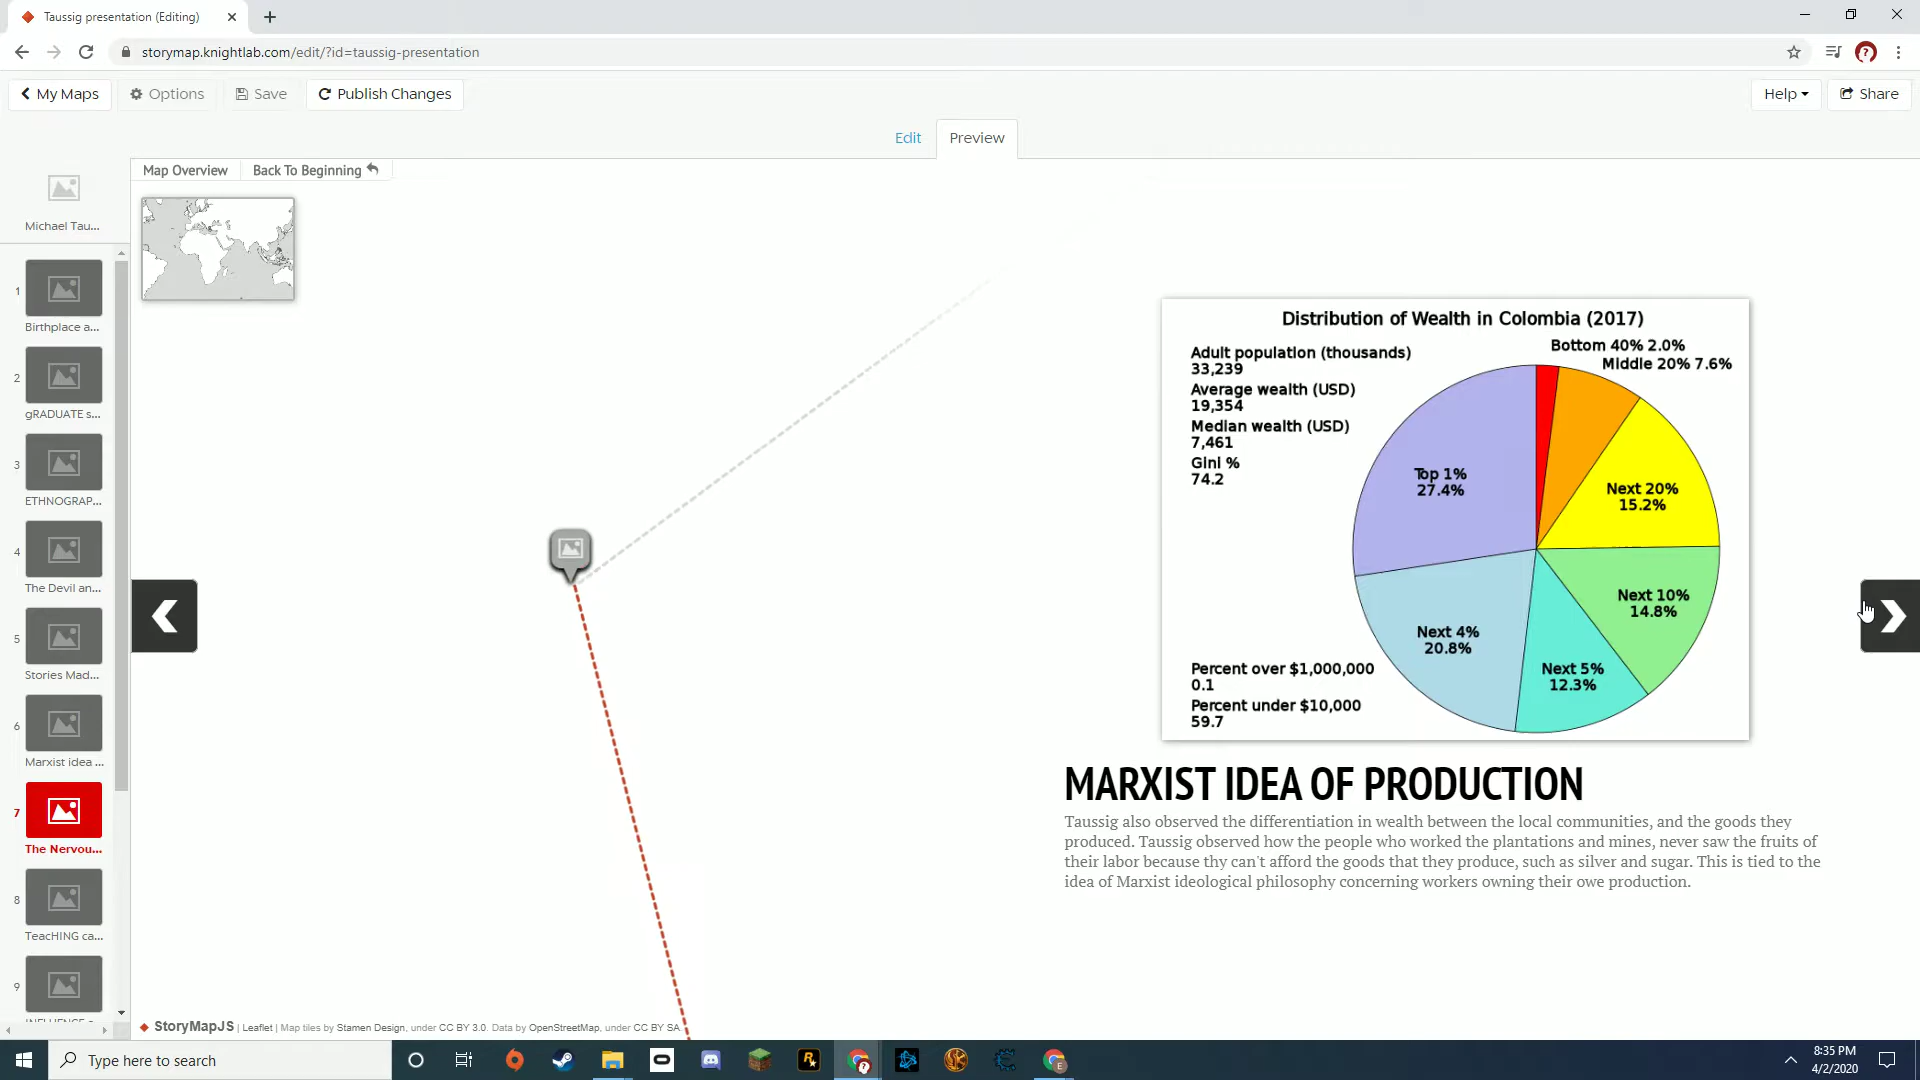 Taussig presentation (Editing)
storymap.knightlab.com/edit/?id=taussig-presentation
My Maps
Options
Save
Publish Changes
Help
Share
Edit
Preview
Map Overview
Back To Beginning
Michael Tau...
1
Birthplace a...
2
gRADUATE s...
3
ETHNOGRAP...
4
The Devil an...
5
Stories Mad...
6
Marxist idea ...
7
The Nervou...
8
TeacHING ca...
9
Distribution of Wealth in Colombia (2017)
Adult population (thousands)
33,239
Average wealth (USD)
19,354
Median wealth (USD)
7,461
Gini %
74.2
Bottom 40% 2.0%
Middle 20% 7.6%
Top 1%
27.4%
Next 20%
15.2%
Next 10%
14.8%
Next 4%
20.8%
Next 5%
12.3%
Percent over $1,000,000
0.1
Percent under $10,000
59.7
MARXIST IDEA OF PRODUCTION
Taussig also observed the differentiation in wealth between the local communities, and the goods they
produced. Taussig observed how the people who worked the plantations and mines, never saw the fruits of
their labor because thy can't afford the goods that they produce, such as silver and sugar. This is tied to the
idea of Marxist ideological philosophy concerning workers owning their owe production.
StoryMapJS | Leaflet | Map tiles by Stamen Design, under CC BY 3.0. Data by OpenStreetMap, under CC BY SA
Type here to search
8:35 PM
4/2/2020